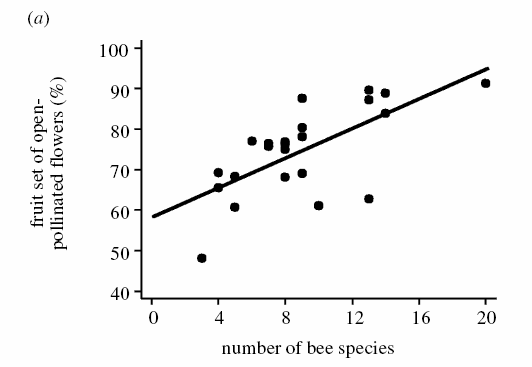 (a)
100
90
80
70
60
50
40
fruit set of open-
pollinated flowers (%)
0 4 8 12 16 20
number of bee species